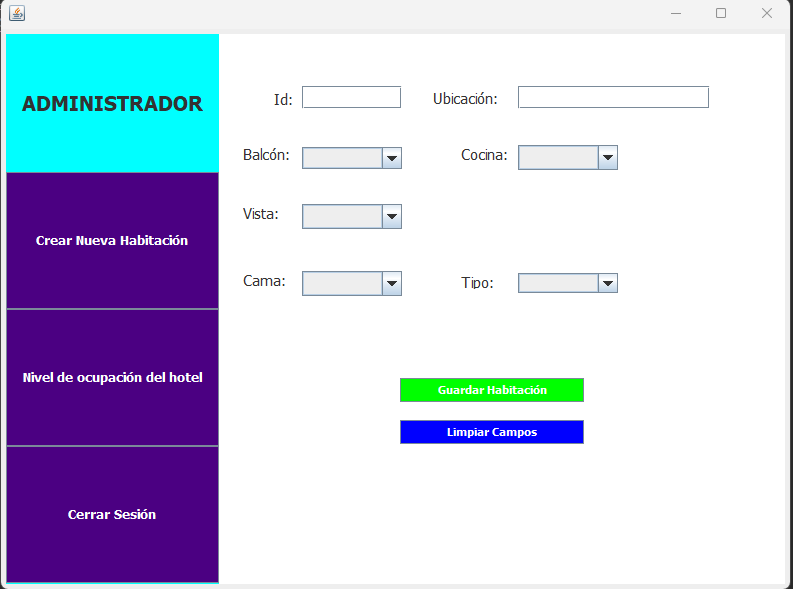 ADMINISTRADOR
Crear Nueva Habitación
Nivel de ocupación del hotel
Cerrar Sesión
Id:
Ubicación:
Balcón:
Cocina:
Vista:
Cama:
Tipo:
Guardar Habitación
Limpiar Campos